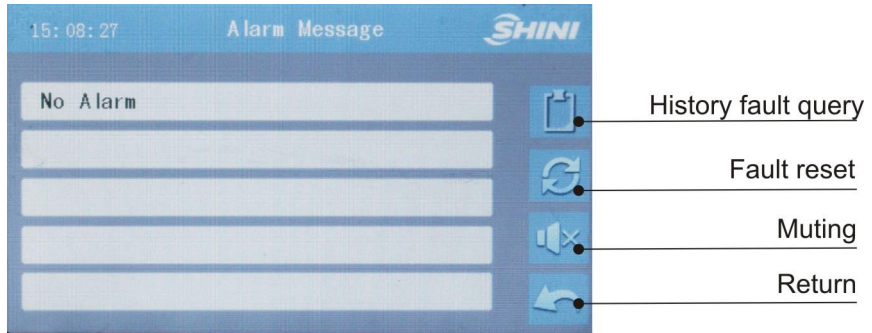 15:08:27 Alarm Message SHINI
No Alarm
History fault query
Fault reset
Muting
Return